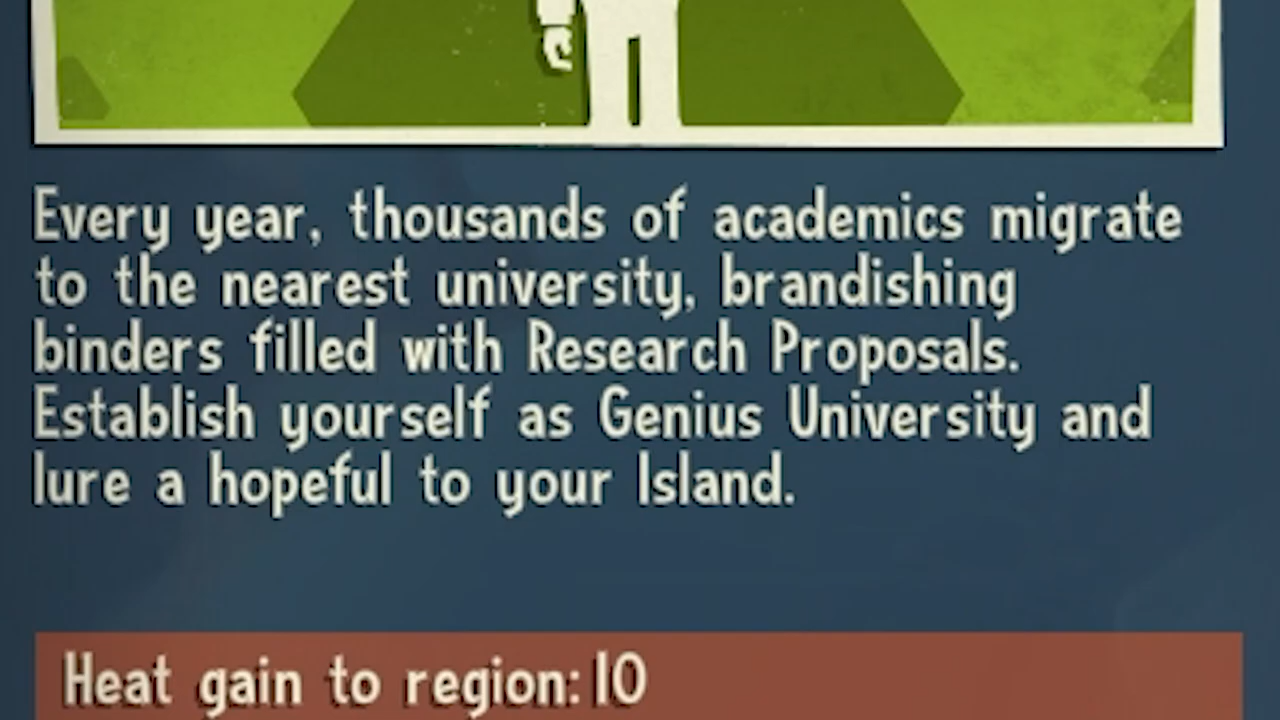 Every year, thousands of academics migrate
to the nearest university, brandishing
binders filled with Research Proposals.
Establish yourself as Genius University and
lure a hopeful to your Island.
Heat gain to region: 10